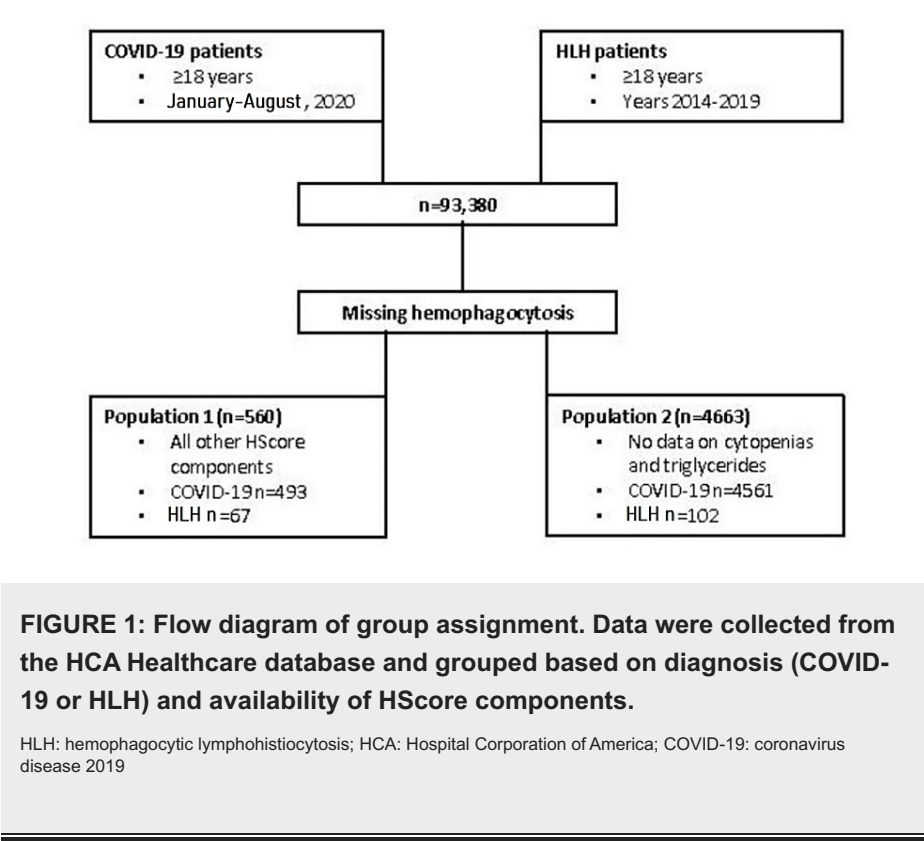 COVID-19 patients
▪ ≥18 years
▪ January-August, 2020
HLH patients
▪ ≥18 years
▪ Years 2014-2019
n=93,380
Missing hemophagocytosis
Population 1 (n=560)
▪ All other HScore
components
▪ COVID-19 n=493
▪ HLH n=67
Population 2 (n=4663)
▪ No data on cytopenias
and triglycerides
▪ COVID-19 n=4561
▪ HLH n=102
FIGURE 1: Flow diagram of group assignment. Data were collected from
the HCA Healthcare database and grouped based on diagnosis (COVID-
19 or HLH) and availability of HScore components.
HLH: hemophagocytic lymphohistiocytosis; HCA: Hospital Corporation of America; COVID-19: coronavirus
disease 2019